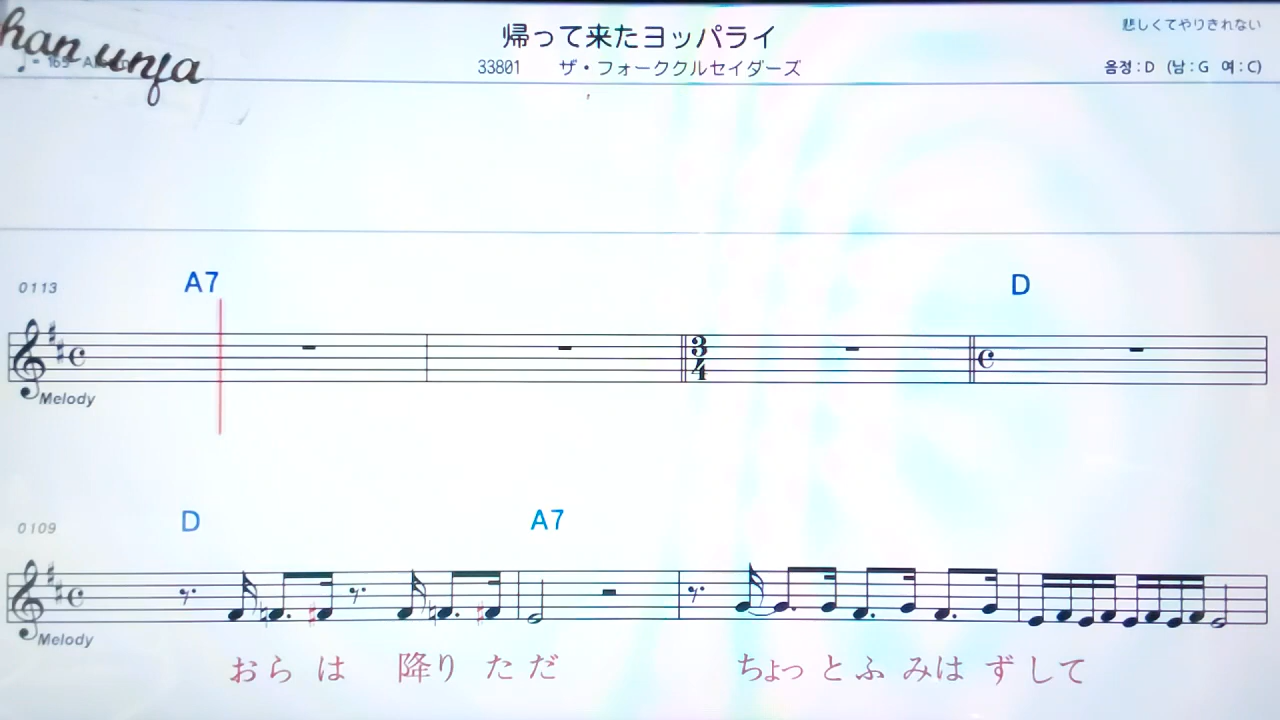 han unfa
帰って来たヨッパライ
悲しくてやりきれない
33801 ザ・フォーククルセイダーズ
음정:D (남:G 여:C)
0113 A7 D
3
4
Melody
0109 D A7
Melody
おらは 降りただ ちょっとふみはずして